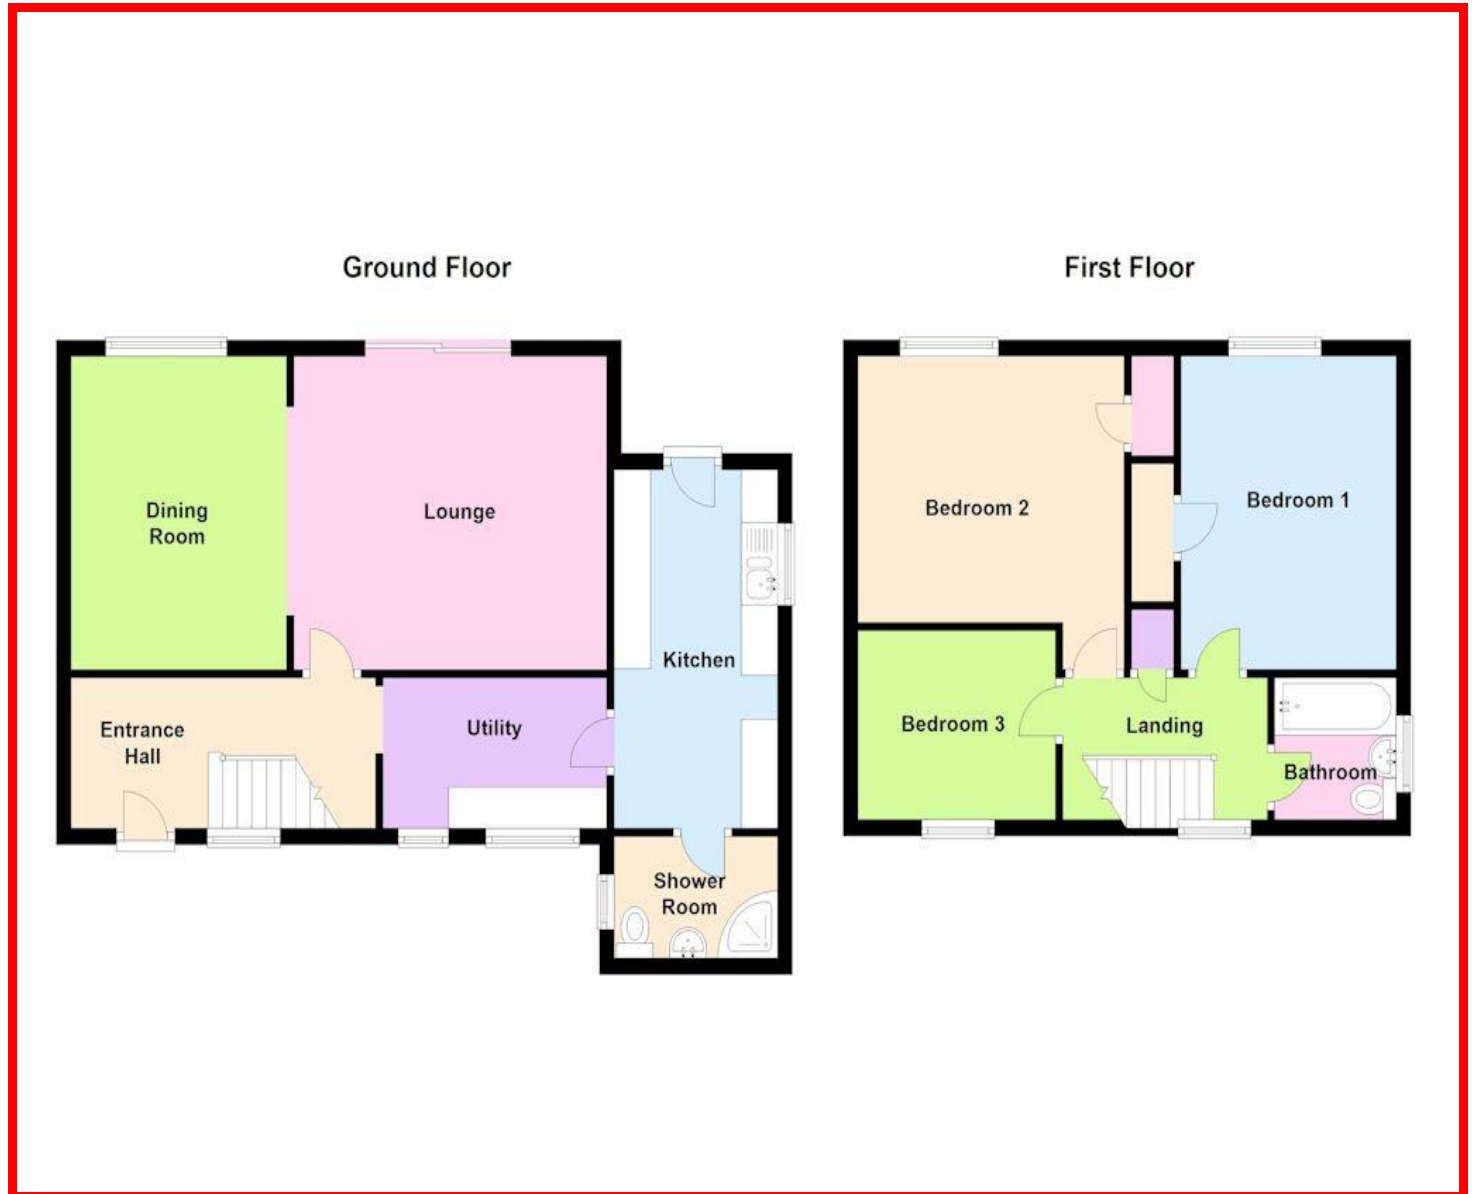 Ground Floor
First Floor
Dining
Room
Lounge
Kitchen
Entrance
Hall
Utility
Shower
Room
Bedroom 2
Bedroom 1
Bedroom 3
Landing
Bathroom